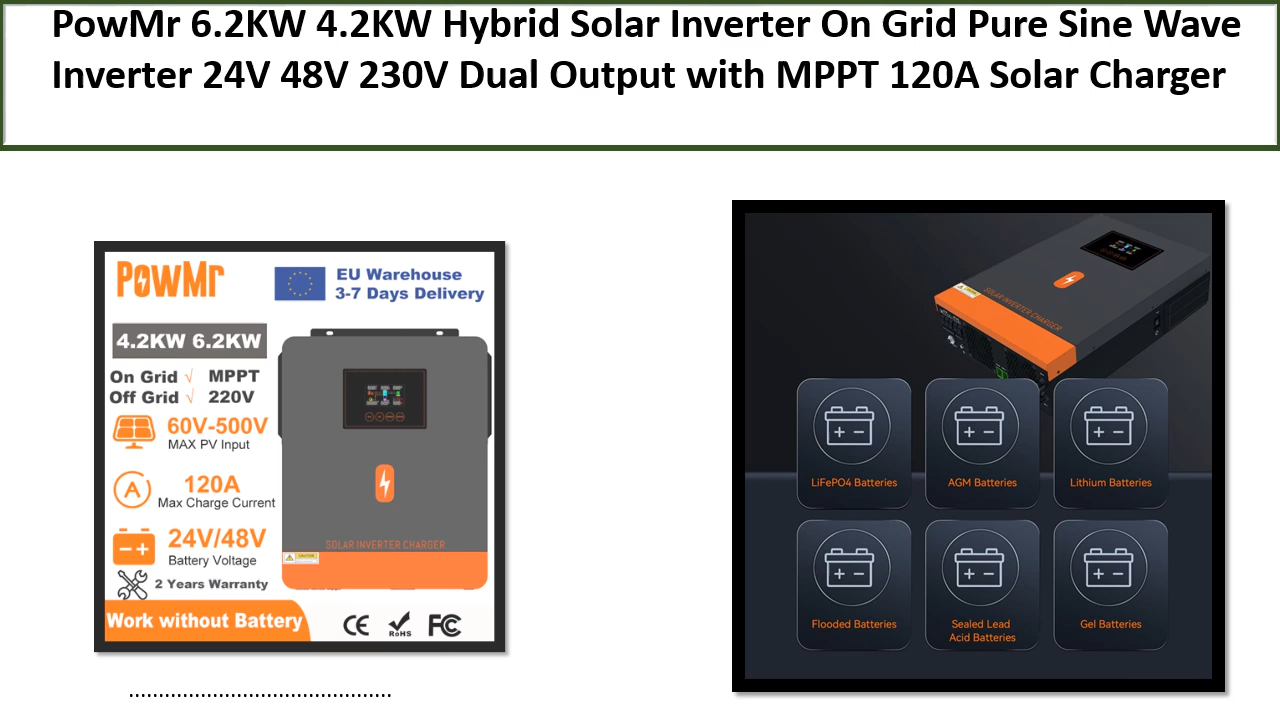 PowMr 6.2KW 4.2KW Hybrid Solar Inverter On Grid Pure Sine Wave
Inverter 24V 48V 230V Dual Output with MPPT 120A Solar Charger
PowMr
EU Warehouse
3-7 Days Delivery
4.2KW 6.2KW
On Grid √ MPPT
Off Grid √ 220V
60V-500V
MAX PV Input
A
120A
Max Charge Current
24V/48V
Battery Voltage
2 Years Warranty
Work without Battery
SOLAR INVERTER CHARGER
CE RoHS FC
SOLAR INVERTER CHARGER
LiFePO4 Batteries
AGM Batteries
Lithium Batteries
Flooded Batteries
Sealed Lead
Acid Batteries
Gel Batteries
............................................